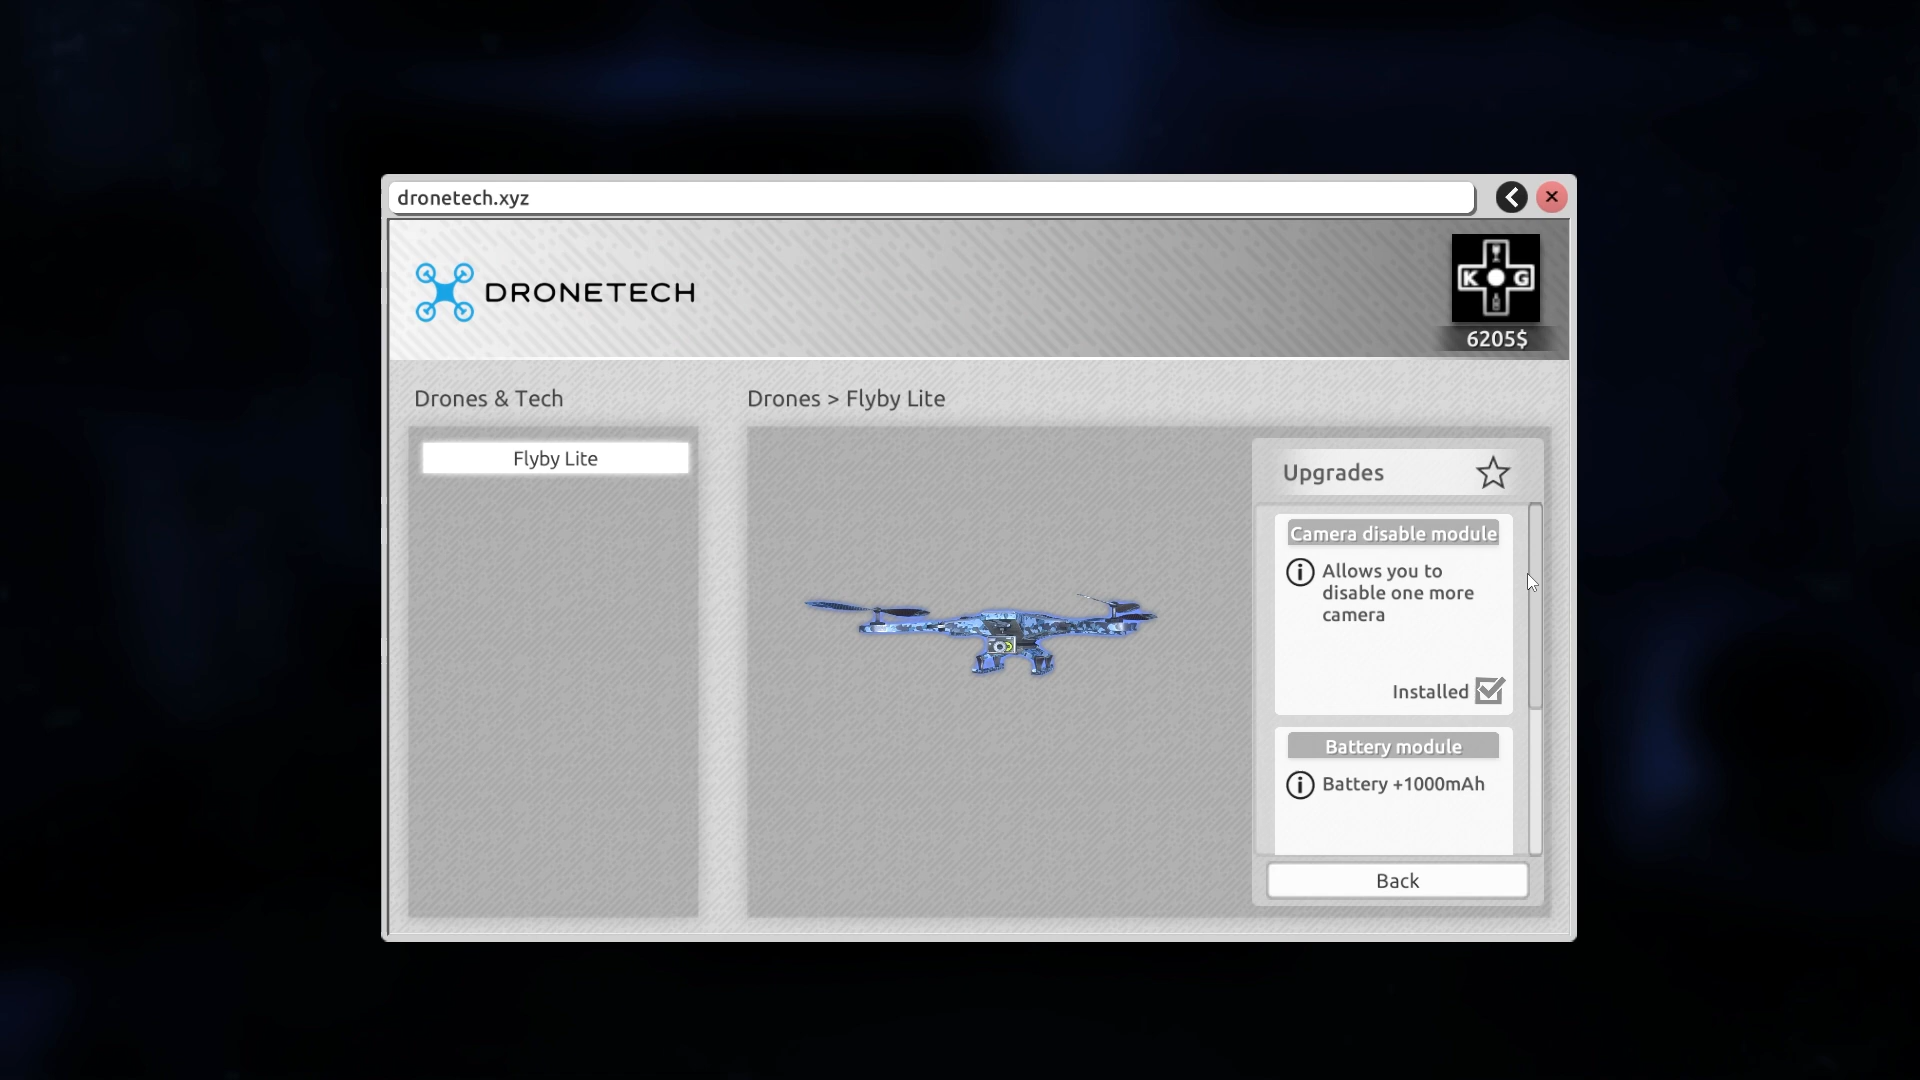 dronetech.xyz
DRONETECH
K G
6205$
Drones & Tech
Drones > Flyby Lite
Flyby Lite
Upgrades
Camera disable module
Allows you to
disable one more
camera
Installed
Battery module
Battery +1000mAh
Back